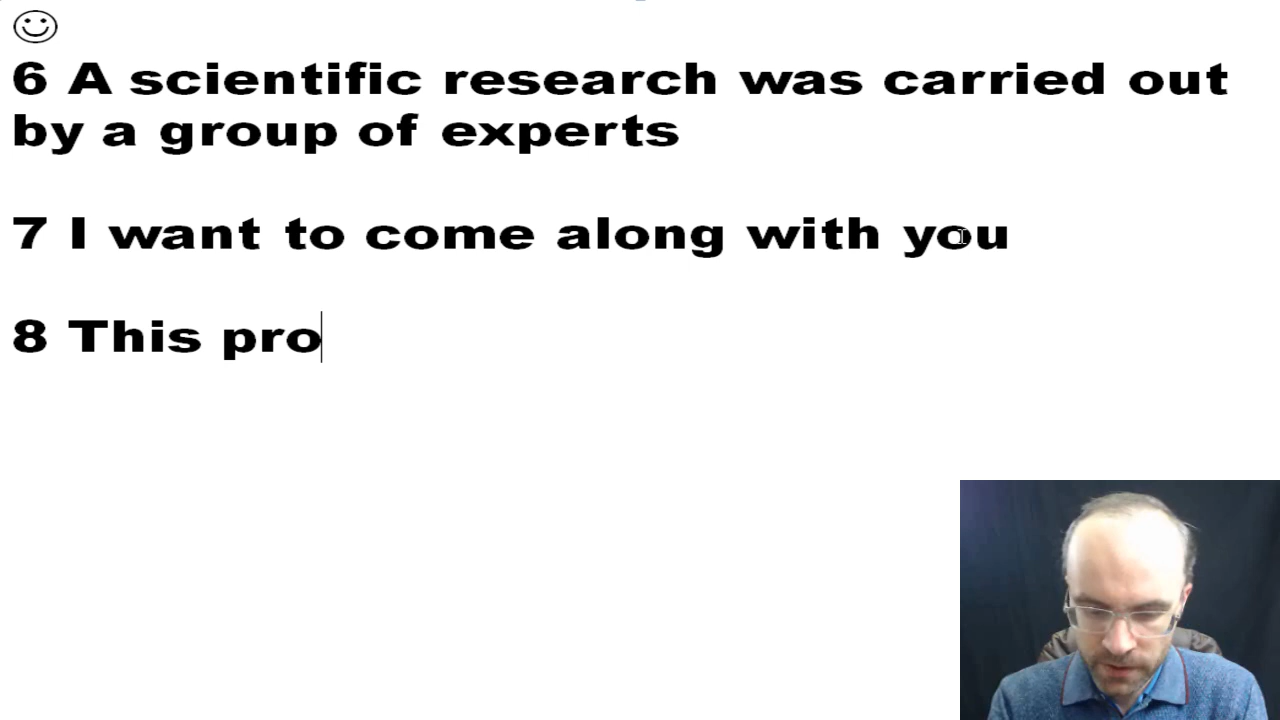 6 A scientific research was carried out
by a group of experts
7 I want to come along with you
8 This pro